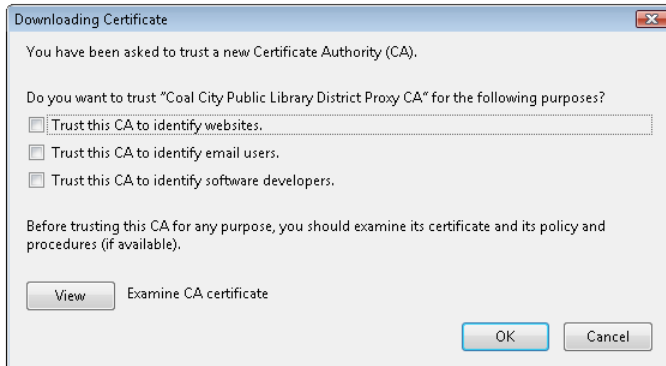 Downloading Certificate
You have been asked to trust a new Certificate Authority (CA).
Do you want to trust "Coal City Public Library District Proxy CA" for the following purposes?
Trust this CA to identify websites.
Trust this CA to identify email users.
Trust this CA to identify software developers.
Before trusting this CA for any purpose, you should examine its certificate and its policy and
procedures (if available).
View Examine CA certificate
OK Cancel